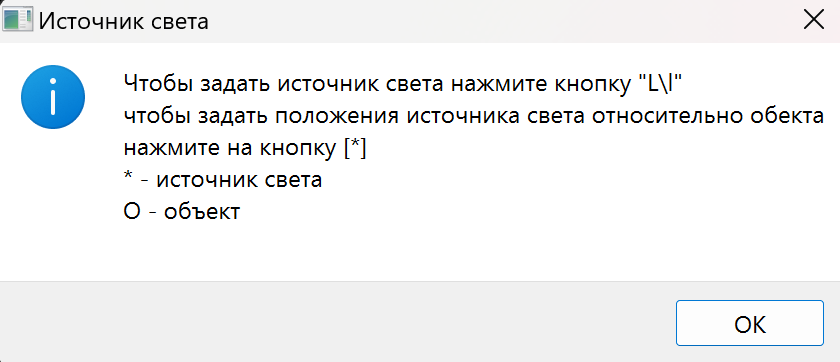 Источник света
Чтобы задать источник света нажмите кнопку "L\l"
чтобы задать положения источника света относительно обекта
нажмите на кнопку [*]
* - источник света
О - объект
ОК